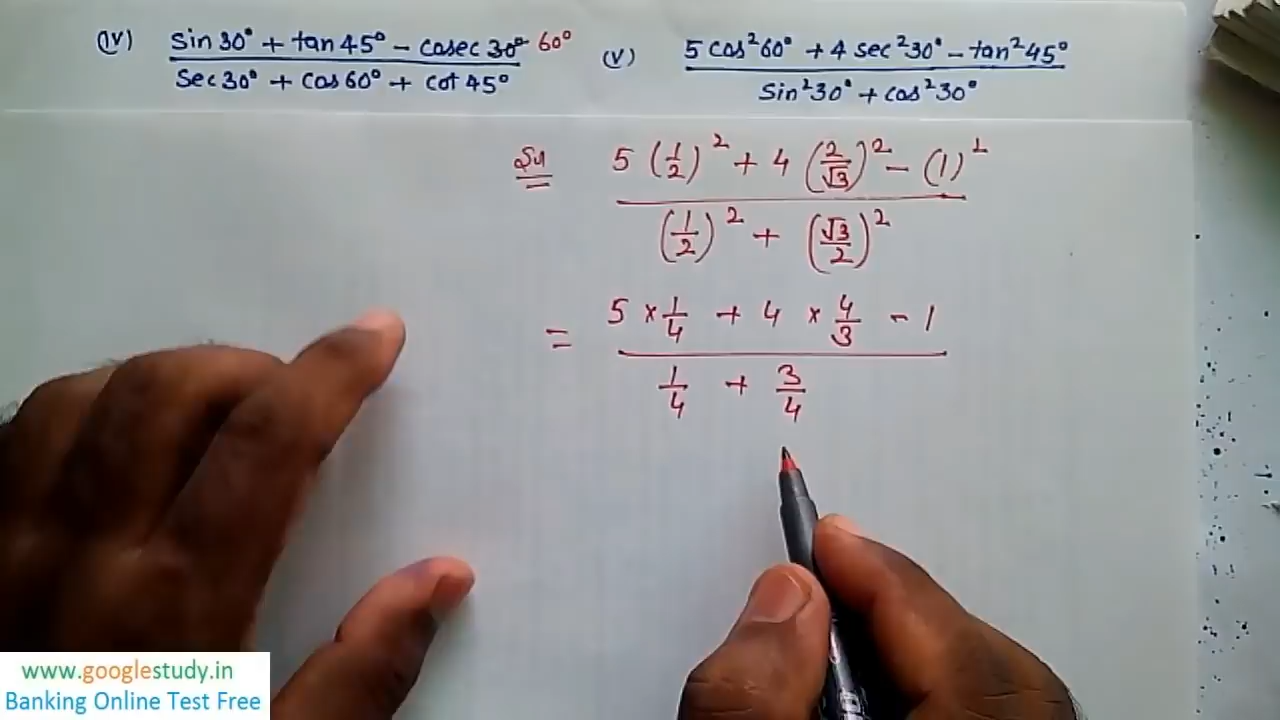 (IV) (sin 30° + tan 45° - cosec 30° 60°) / (sec 30° + cos 60° + cot 45°)
(V) (5 cos²60° + 4 sec²30° - tan²45°) / (sin²30° + cos²30°)
(5 (1/2)² + 4 (2/√3)² - (1)²) / ((1/2)² + (√3/2)²)
= (5 × 1/4 + 4 × 4/3 - 1) / (1/4 + 3/4)
www.googlestudy.in
Banking Online Test Free